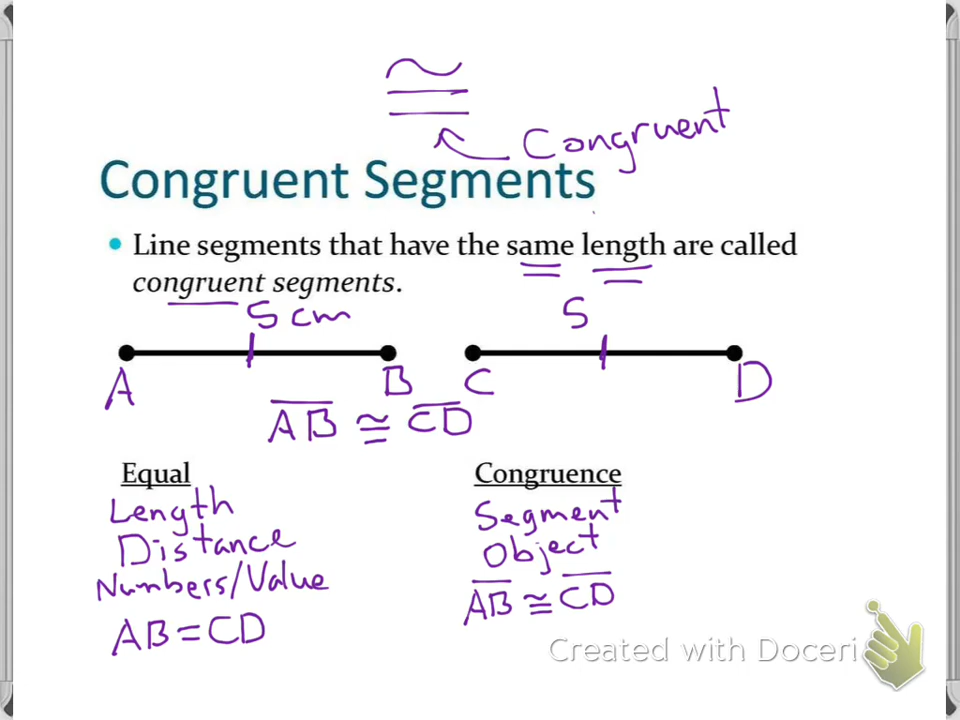 ≅
Congruent
Congruent Segments
• Line segments that have the same length are called
congruent segments.
5 cm 5
A B C D
AB ≅ CD
Equal Congruence
Length Segment
Distance Object
Numbers/Value AB ≅ CD
AB = CD
Created with Doceri